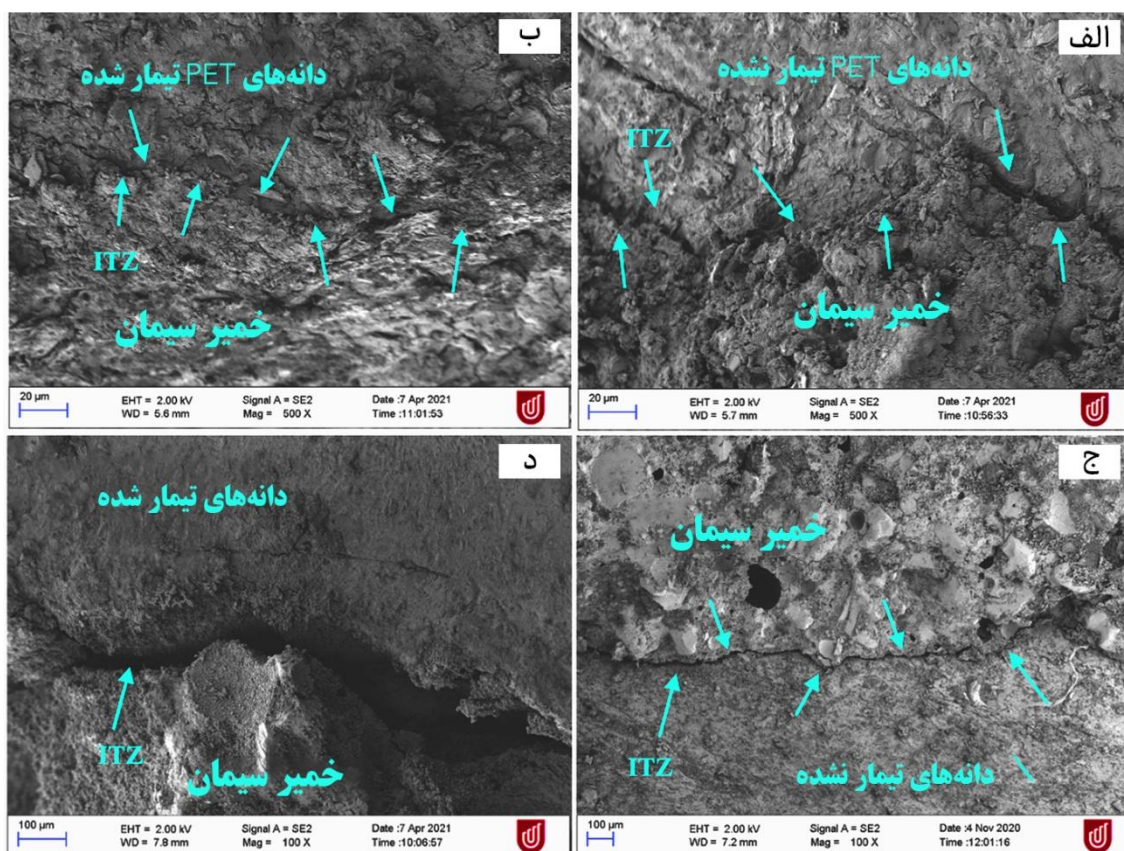 الف
دانه‌های PET تیمار نشده
ITZ
خمیر سیمان
20 µm
EHT = 2.00 kV
WD = 5.7 mm
Signal A = SE2
Mag = 500 X
Date :7 Apr 2021
Time :10:56:33
ب
دانه‌های PET تیمار شده
ITZ
خمیر سیمان
20 µm
EHT = 2.00 kV
WD = 5.6 mm
Signal A = SE2
Mag = 500 X
Date :7 Apr 2021
Time :11:01:53
ج
خمیر سیمان
ITZ
دانه‌های تیمار نشده
100 µm
EHT = 2.00 kV
WD = 7.2 mm
Signal A = SE2
Mag = 100 X
Date :4 Nov 2020
Time :12:01:16
د
دانه‌های تیمار شده
ITZ
خمیر سیمان
100 µm
EHT = 2.00 kV
WD = 7.8 mm
Signal A = SE2
Mag = 100 X
Date :7 Apr 2021
Time :10:06:57